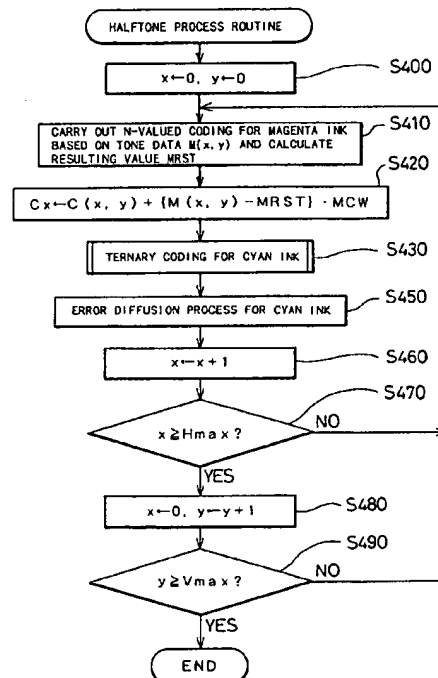 HALFTONE PROCESS ROUTINE
x←0, y←0
S400
CARRY OUT N-VALUED CODING FOR MAGENTA INK
BASED ON TONE DATA M(x,y) AND CALCULATE
RESULTING VALUE MRST
S410
S420
Cx←C(x, y)+{M(x, y)-MRST}·MCW
TERNARY CODING FOR CYAN INK
S430
ERROR DIFFUSION PROCESS FOR CYAN INK
S450
x←x+1
S460
S470
x≧Hmax?
NO
YES
x←0, y←y+1
S480
S490
y≧Vmax?
NO
YES
END